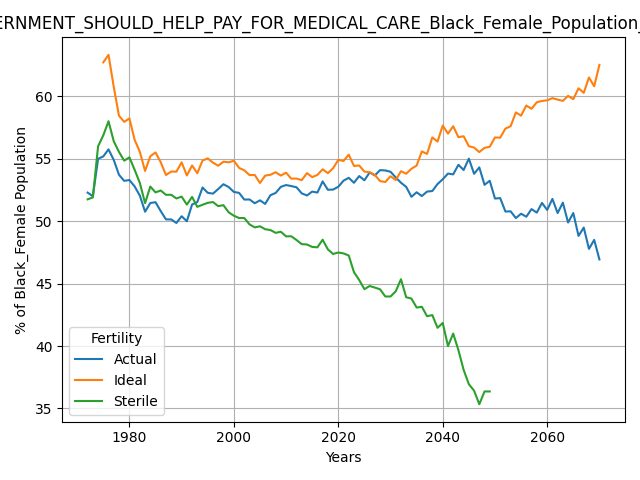 ERNMENT_SHOULD_HELP_PAY_FOR_MEDICAL_CARE_Black_Female_Population_
% of Black_Female Population
60
55
50
45
40
35
Fertility
Actual
Ideal
Sterile
1980
2000
2020
2040
2060
Years